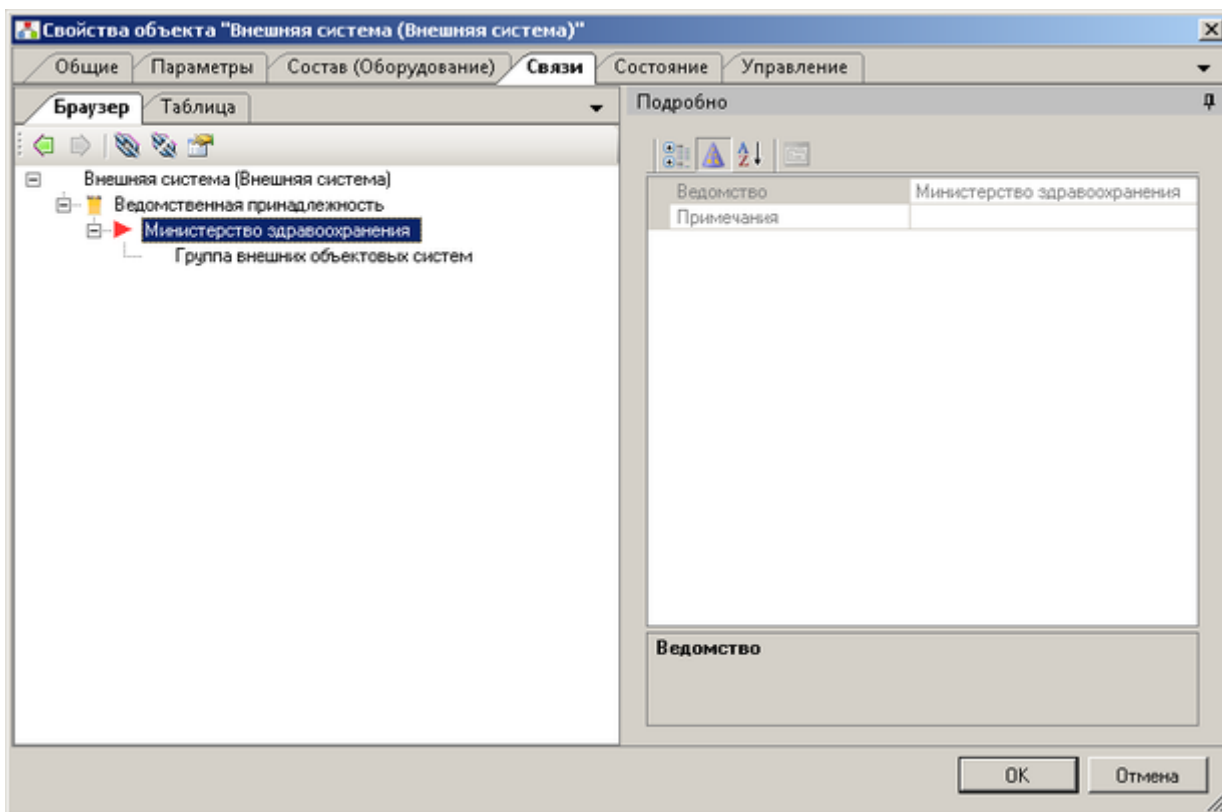 Свойства объекта "Внешняя система (Внешняя система)"
Общие Параметры Состав (Оборудование) Связи Состояние Управление
Браузер Таблица
Подробно
Внешняя система (Внешняя система)
Ведомственная принадлежность
Министерство здравоохранения
Группа внешних объектовых систем
Ведомство Министерство здравоохранения
Примечания
Ведомство
OK Отмена